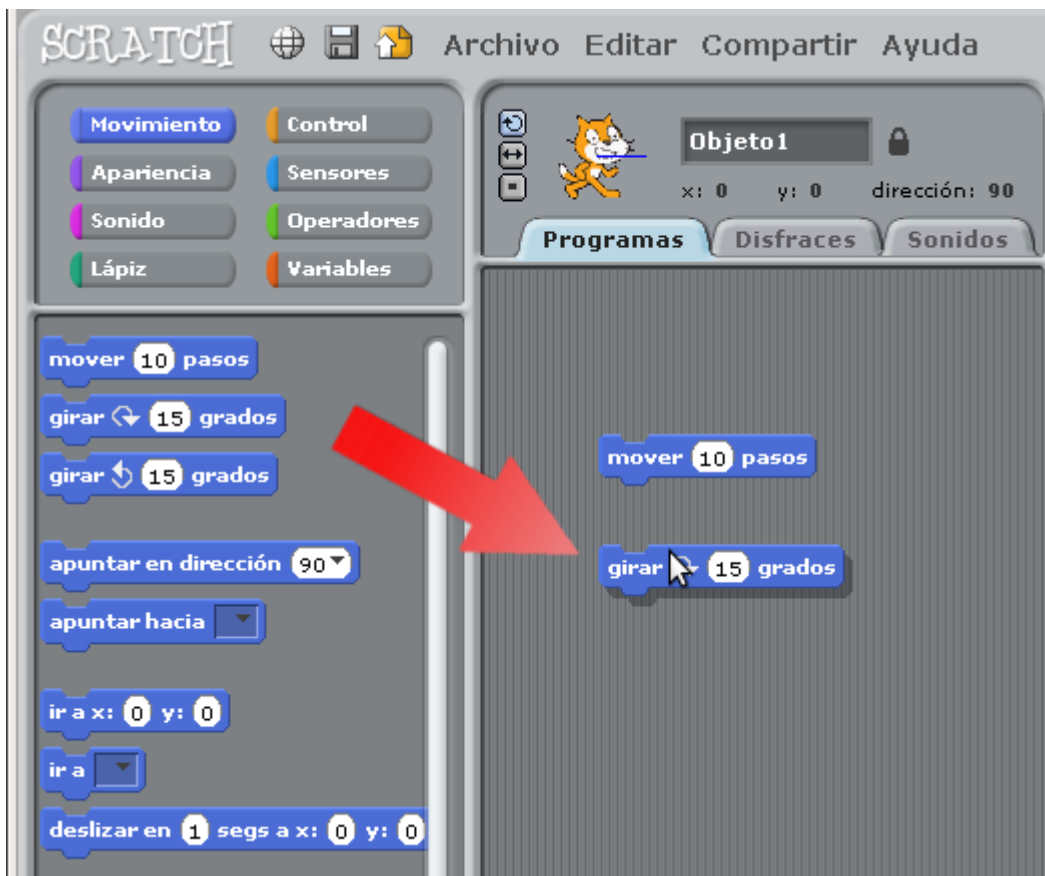 SCRATCH Archivo Editar Compartir Ayuda
Movimiento Control
Apariencia Sensores
Sonido Operadores
Lápiz Variables
Objeto1
x: 0 y: 0 dirección: 90
Programas Disfraces Sonidos
mover 10 pasos
girar 15 grados
girar 15 grados
apuntar en dirección 90
apuntar hacia
ir a x: 0 y: 0
ir a
deslizar en 1 segs a x: 0 y: 0
mover 10 pasos
girar 15 grados